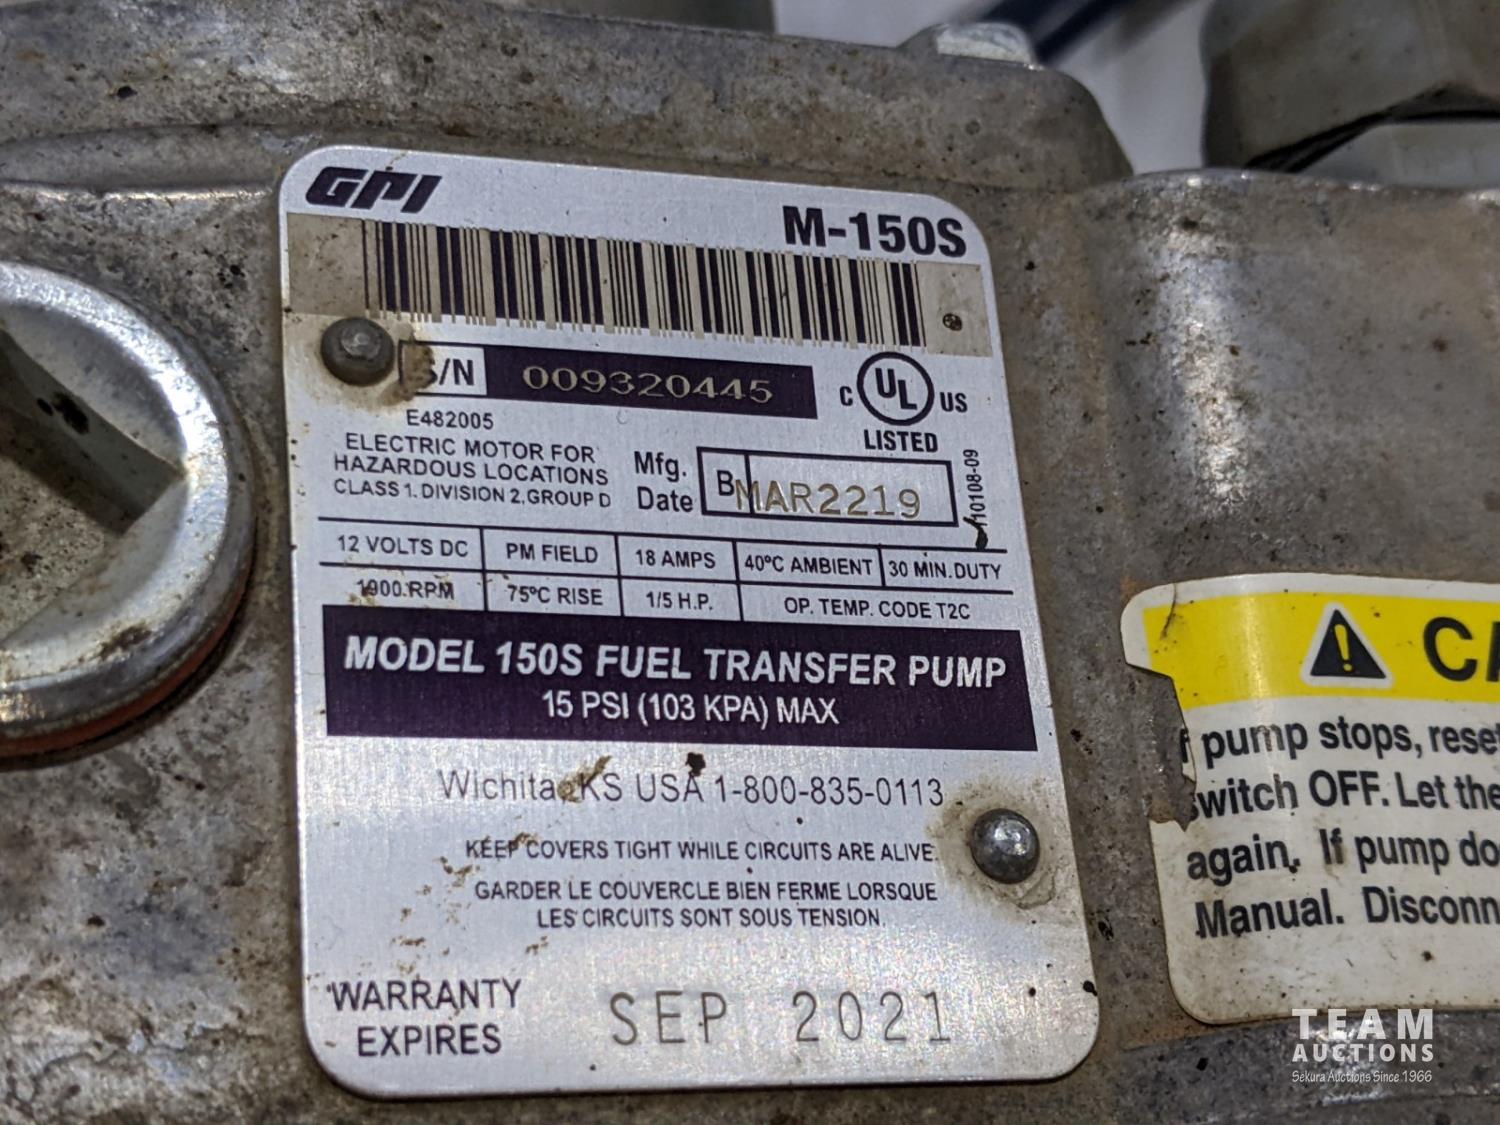 GPI
M-150S
S/N 009320445
C UL US
LISTED
E482005
ELECTRIC MOTOR FOR
HAZARDOUS LOCATIONS
CLASS 1. DIVISION 2, GROUP D
Mfg.
Date
B MAR2219
110108-09
12 VOLTS DC PM FIELD 18 AMPS 40°C AMBIENT 30 MIN. DUTY
1900 RPM 75°C RISE 1/5 H.P. OP. TEMP. CODE T2C
MODEL 150S FUEL TRANSFER PUMP
15 PSI (103 KPA) MAX
Wichita, KS USA 1-800-835-0113
KEEP COVERS TIGHT WHILE CIRCUITS ARE ALIVE.
GARDER LE COUVERCLE BIEN FERME LORSQUE
LES CIRCUITS SONT SOUS TENSION.
WARRANTY
EXPIRES
SEP 2021
CA
f pump stops, reset
switch OFF. Let the
again. If pump do
Manual. Disconn
TEAM
AUCTIONS
Sekura Auctions Since 1966